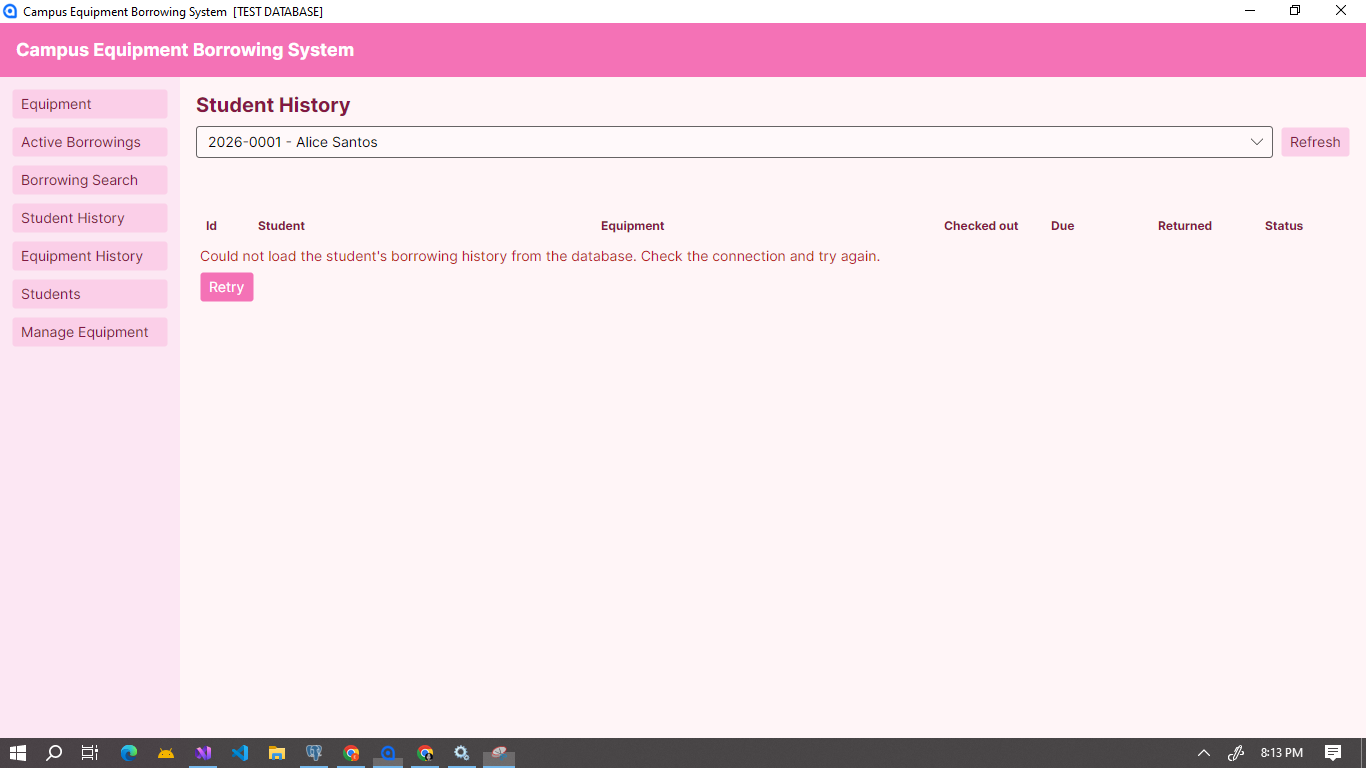 Campus Equipment Borrowing System [TEST DATABASE]
Campus Equipment Borrowing System
Equipment
Active Borrowings
Borrowing Search
Student History
Equipment History
Students
Manage Equipment
Student History
2026-0001 - Alice Santos
Refresh
Id Student Equipment Checked out Due Returned Status
Could not load the student's borrowing history from the database. Check the connection and try again.
Retry
8:13 PM